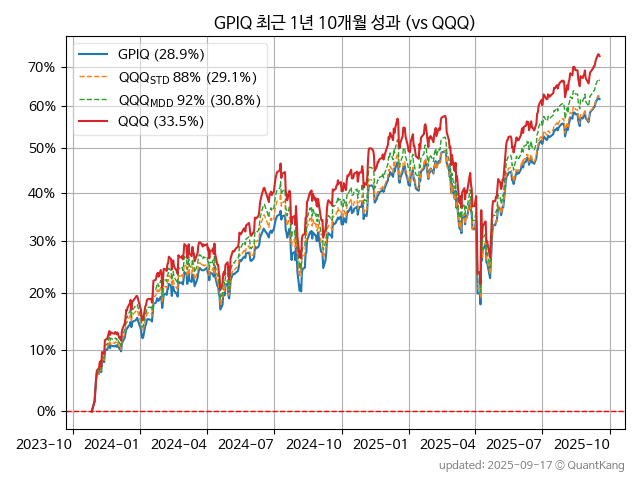 GPIQ 최근 1년 10개월 성과 (vs QQQ)
GPIQ (28.9%)
QQQSTD 88% (29.1%)
QQQMDD 92% (30.8%)
QQQ (33.5%)
70%
60%
50%
40%
30%
20%
10%
0%
2023-10 2024-01 2024-04 2024-07 2024-10 2025-01 2025-04 2025-07 2025-10
updated: 2025-09-17 © QuantKang